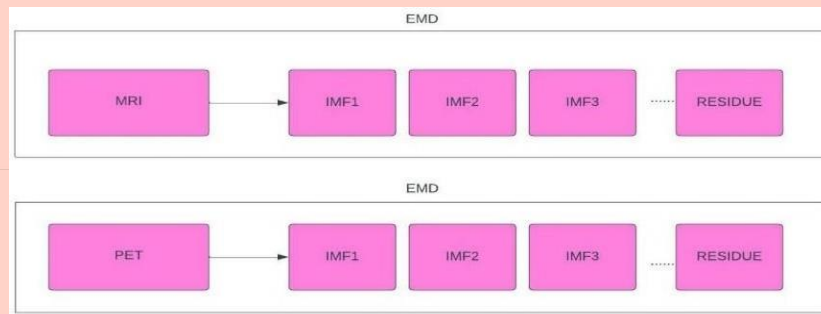 EMD
MRI IMF1 IMF2 IMF3 ...... RESIDUE
EMD
PET IMF1 IMF2 IMF3 ...... RESIDUE